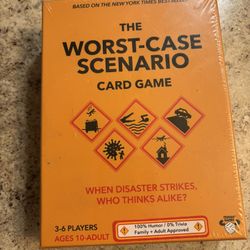 BASED ON THE NEW YORK TIMES BEST
THE
WORST-CASE
SCENARIO
CARD GAME
WHEN DISASTER STRIKES,
WHO THINKS ALIKE?
3-6 PLAYERS
AGES 10-ADULT
100% Humor / 0% Trivia
Family + Adult Approved